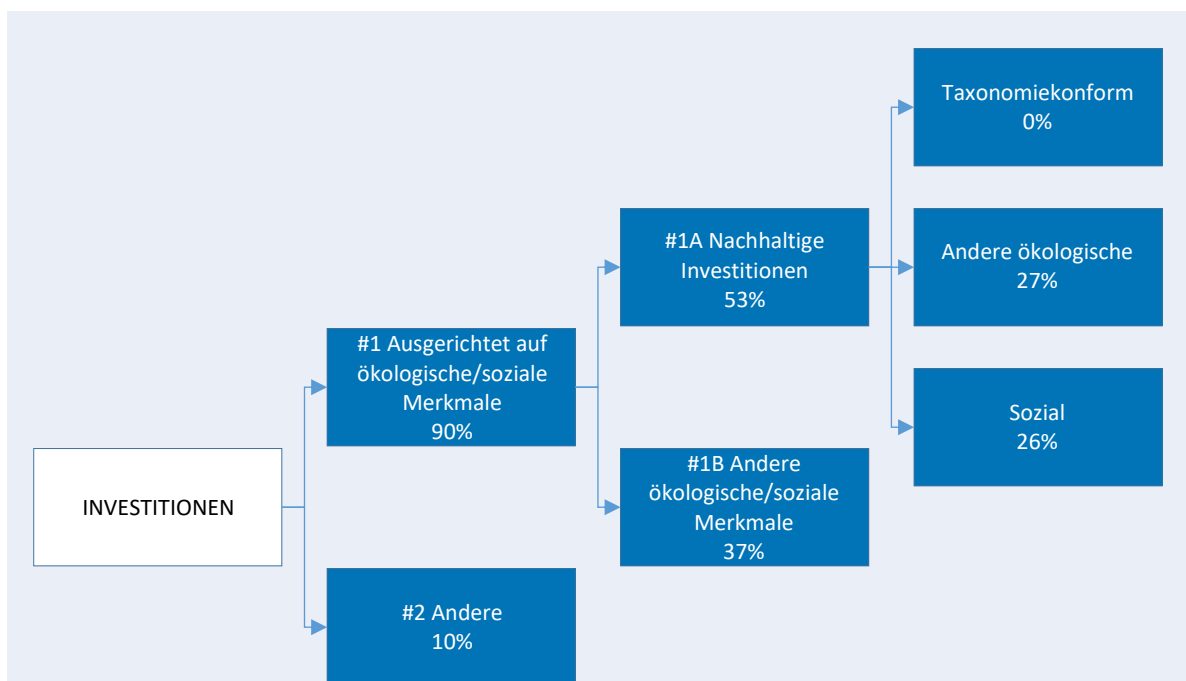 INVESTITIONEN
#1 Ausgerichtet auf
ökologische/soziale
Merkmale
90%
#2 Andere
10%
#1A Nachhaltige
Investitionen
53%
#1B Andere
ökologische/soziale
Merkmale
37%
Taxonomiekonform
0%
Andere ökologische
27%
Sozial
26%